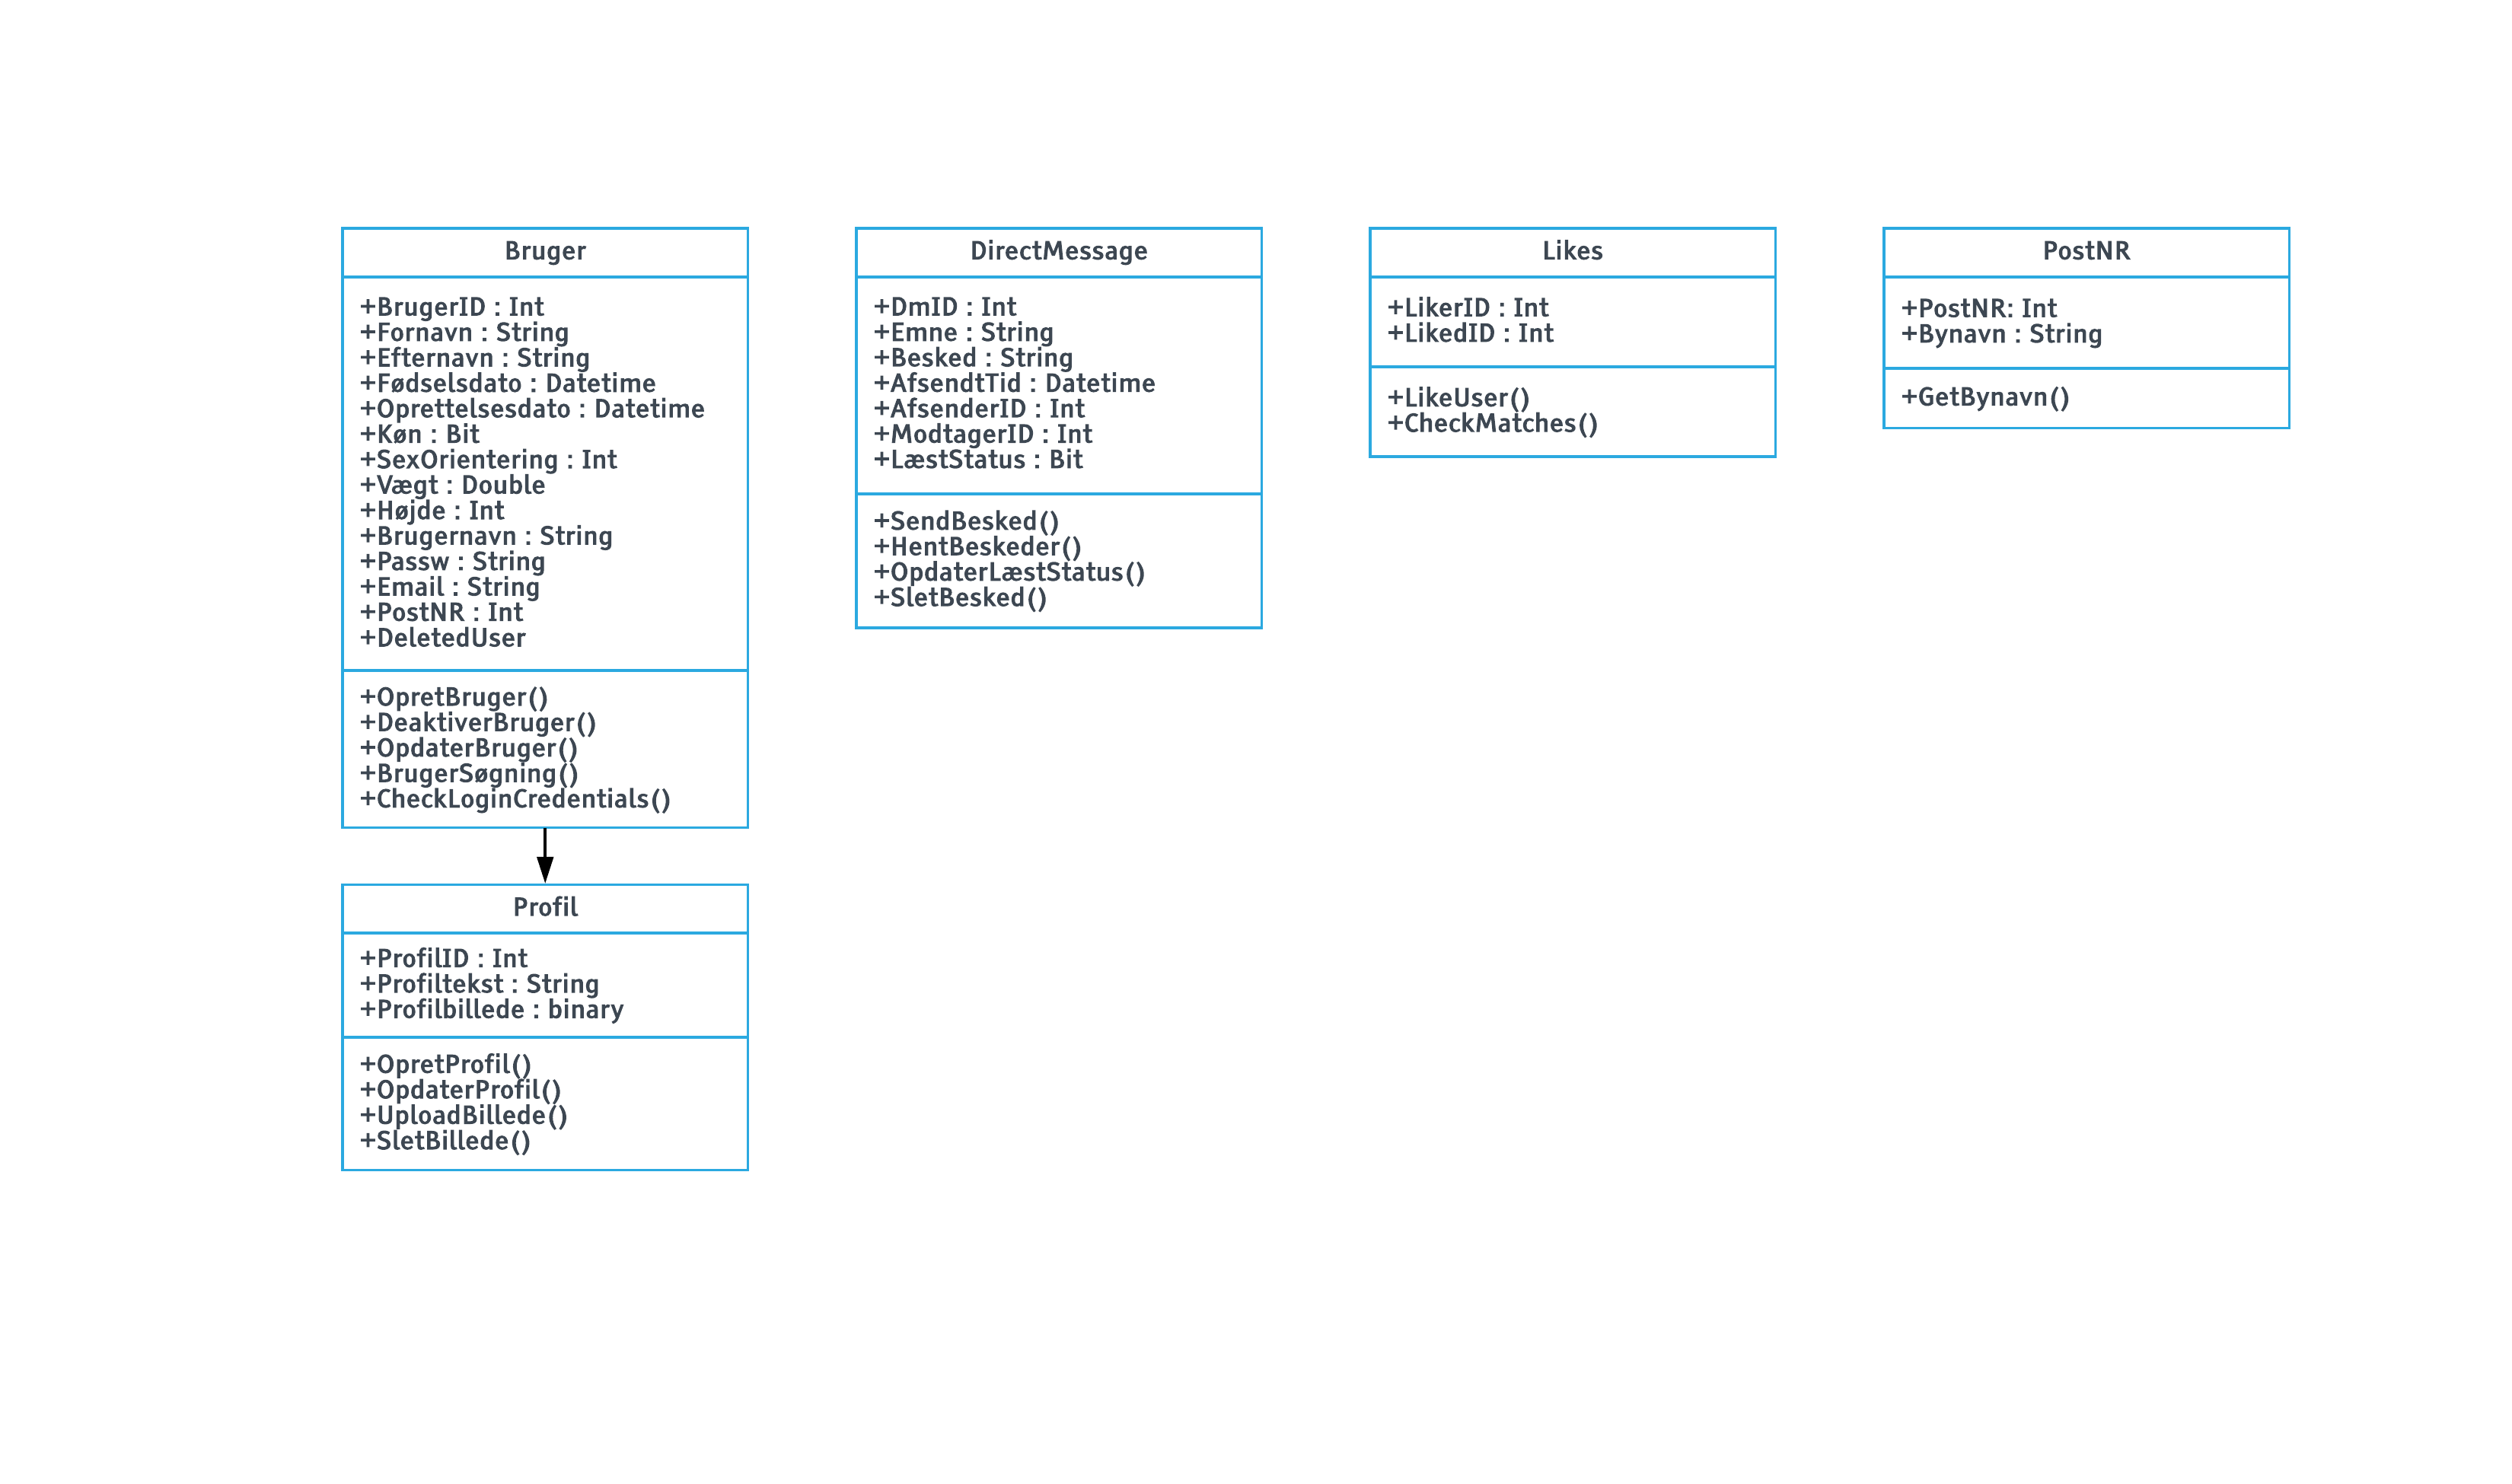 Bruger
+BrugerID : Int
+Fornavn : String
+Efternavn : String
+Fødselsdato : Datetime
+Oprettelsesdato : Datetime
+Køn : Bit
+SexOrientering : Int
+Vægt : Double
+Højde : Int
+Brugernavn : String
+Passw : String
+Email : String
+PostNR : Int
+DeletedUser
+OpretBruger()
+DeaktiverBruger()
+OpdaterBruger()
+BrugerSøgning()
+CheckLoginCredentials()
Profil
+ProfilID : Int
+Profiltekst : String
+Profilbillede : binary
+OpretProfil()
+OpdaterProfil()
+UploadBillede()
+SletBillede()
DirectMessage
+DmID : Int
+Emne : String
+Besked : String
+AfsendtTid : Datetime
+AfsenderID : Int
+ModtagerID : Int
+LæstStatus : Bit
+SendBesked()
+HentBeskeder()
+OpdaterLæstStatus()
+SletBesked()
Likes
+LikerID : Int
+LikedID : Int
+LikeUser()
+CheckMatches()
PostNR
+PostNR: Int
+Bynavn : String
+GetBynavn()